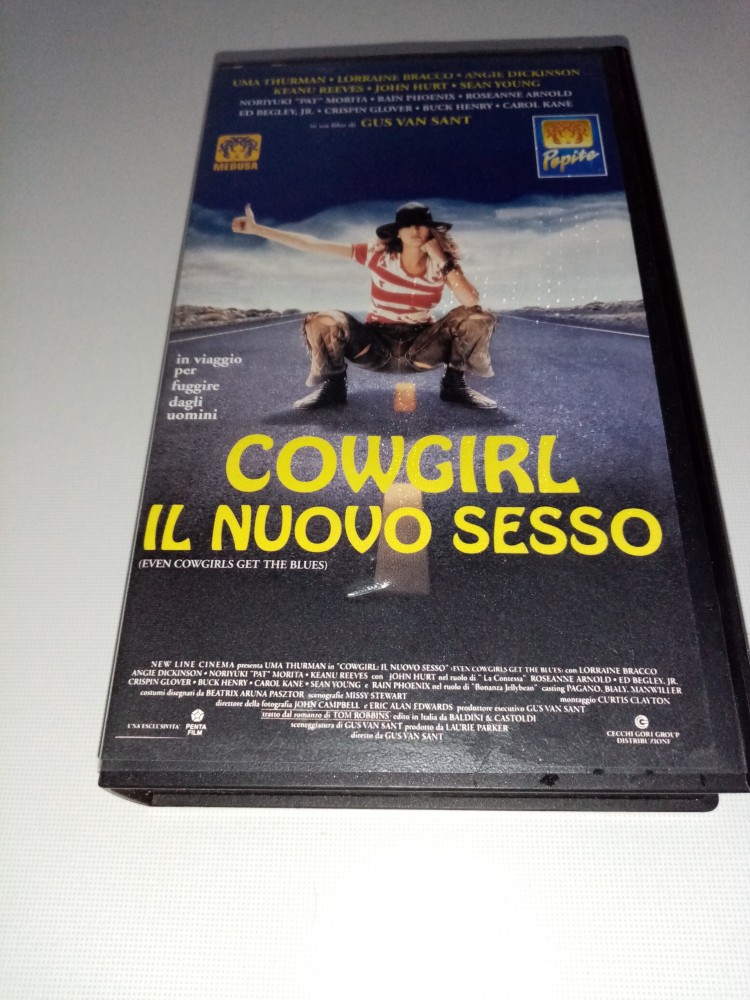 UMA THURMAN • LORRAINE BRACCO • ANGIE DICKINSON
KEANU REEVES • JOHN HURT • SEAN YOUNG
NORIYUKI "PAT" MORITA • RAIN PHOENIX • ROSEANNE ARNOLD
ED BEGLEY, JR. • CRISPIN GLOVER • BUCK HENRY • CAROL KANE
in un film di GUS VAN SANT
MEDUSA
Pepite
in viaggio
per
fuggire
dagli
uomini
COWGIRL
IL NUOVO SESSO
(EVEN COWGIRLS GET THE BLUES)
NEW LINE CINEMA presenta UMA THURMAN in "COWGIRL: IL NUOVO SESSO" (EVEN COWGIRLS GET THE BLUES) con LORRAINE BRACCO
ANGIE DICKINSON • NORIYUKI "PAT" MORITA • KEANU REEVES con JOHN HURT nel ruolo di "La Contessa" ROSEANNE ARNOLD • ED BEGLEY, JR.
CRISPIN GLOVER • BUCK HENRY • CAROL KANE • SEAN YOUNG e RAIN PHOENIX nel ruolo di "Bonanza Jellybean" casting PAGANO, BIALY, MANWILLER
costumi disegnati da BEATRIX ARUNA PASZTOR scenografie MISSY STEWART montaggio CURTIS CLAYTON
direttore della fotografia JOHN CAMPBELL e ERIC ALAN EDWARDS produttore esecutivo GUS VAN SANT
tratto dal romanzo di TOM ROBBINS edito in Italia da BALDINI & CASTOLDI
sceneggiatura di GUS VAN SANT prodotto da LAURIE PARKER
diretto da GUS VAN SANT
UN'ESCLUSIVITA'
PENTA
FILM
CECCHI GORI GROUP
DISTRIBUZIONE